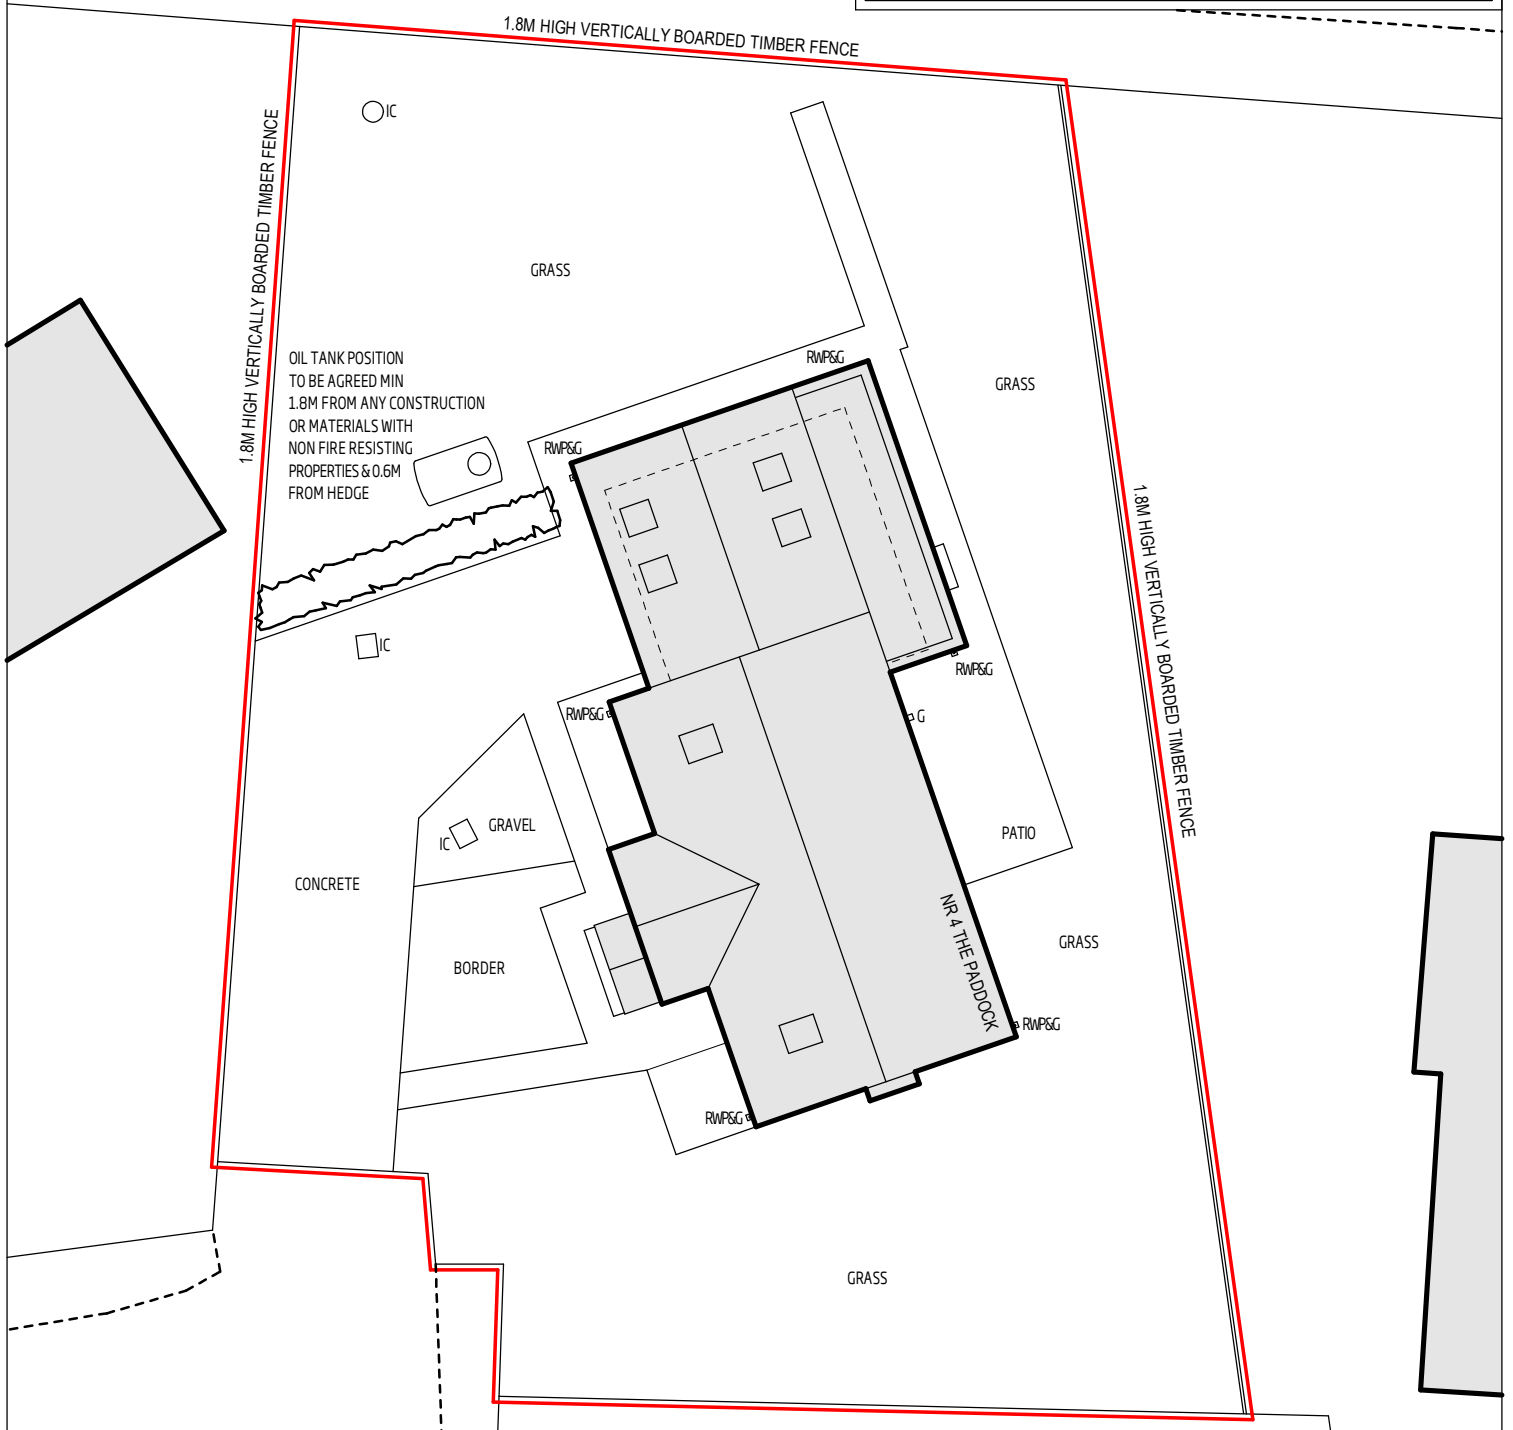 1.8M HIGH VERTICALLY BOARDED TIMBER FENCE
IC
1.8M HIGH VERTICALLY BOARDED TIMBER FENCE
GRASS
OIL TANK POSITION
TO BE AGREED MIN
1.8M FROM ANY CONSTRUCTION
OR MATERIALS WITH
NON FIRE RESISTING
PROPERTIES & 0.6M
FROM HEDGE
RWP&G
GRASS
RWP&G
1.8M HIGH VERTICALLY BOARDED TIMBER FENCE
IC
RWP&G
RWP&G
G
GRAVEL
IC
PATIO
CONCRETE
NR 4 THE PADDOCK
GRASS
BORDER
RWP&G
RWP&G
GRASS